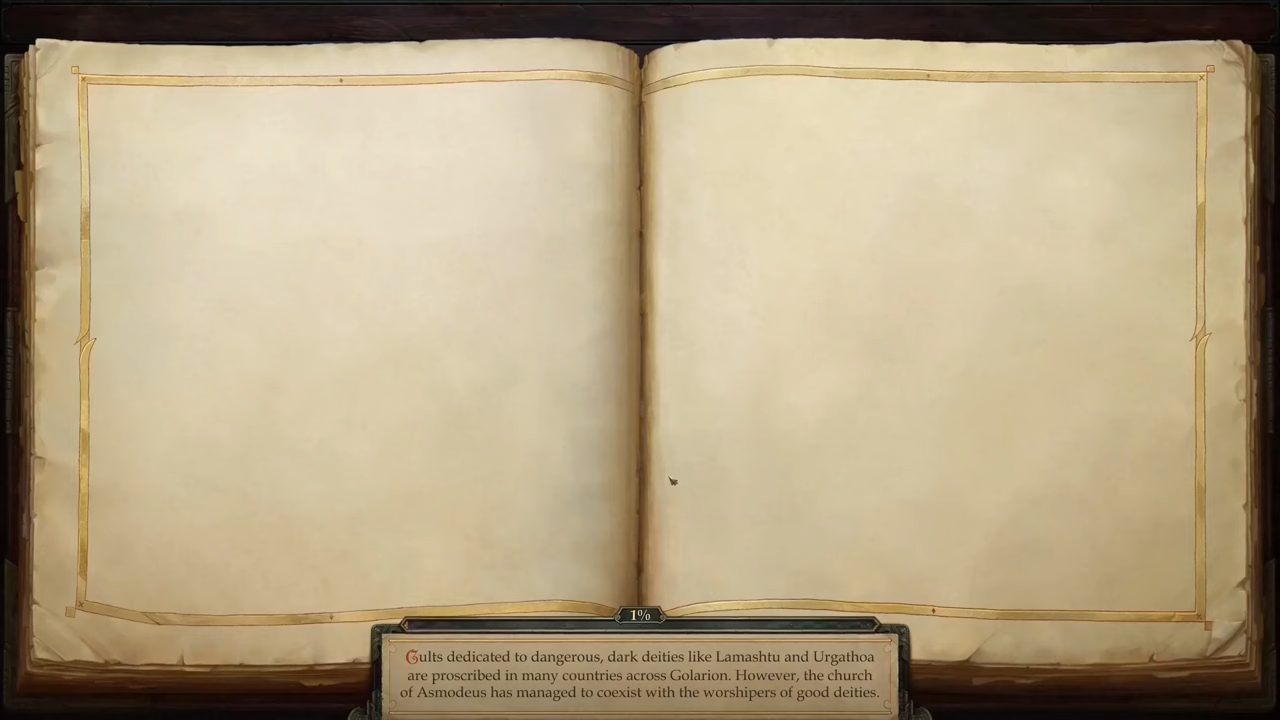 1%
Cults dedicated to dangerous, dark deities like Lamashtu and Urgathoa
are proscribed in many countries across Golarion. However, the church
of Asmodeus has managed to coexist with the worshipers of good deities.